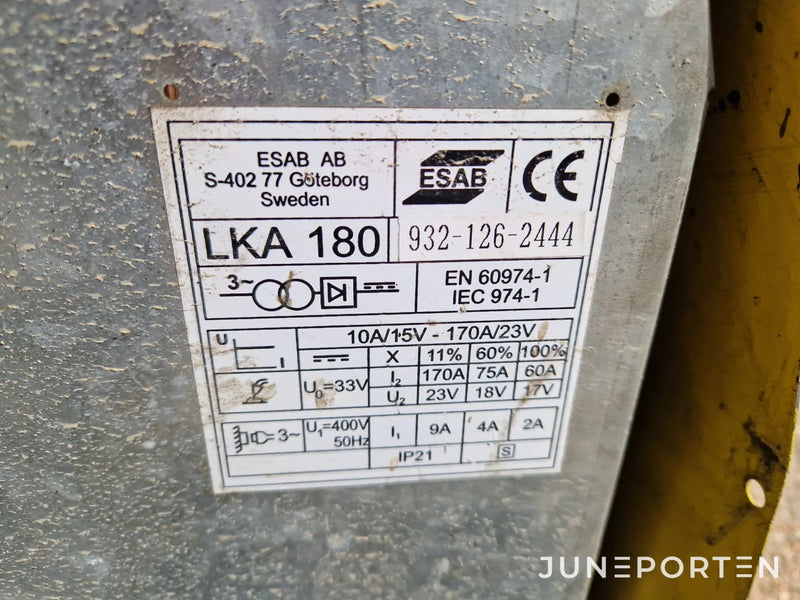 ESAB AB
S-402 77 Göteborg
Sweden
ESAB
CE
LKA 180
932-126-2444
3~
EN 60974-1
IEC 974-1
U
I
10A/15V - 170A/23V
X 11% 60% 100%
U0=33V
I2 170A 75A 60A
U2 23V 18V 17V
3~ U1=400V
50Hz
I1 9A 4A 2A
IP21 S
JUNEPORTEN